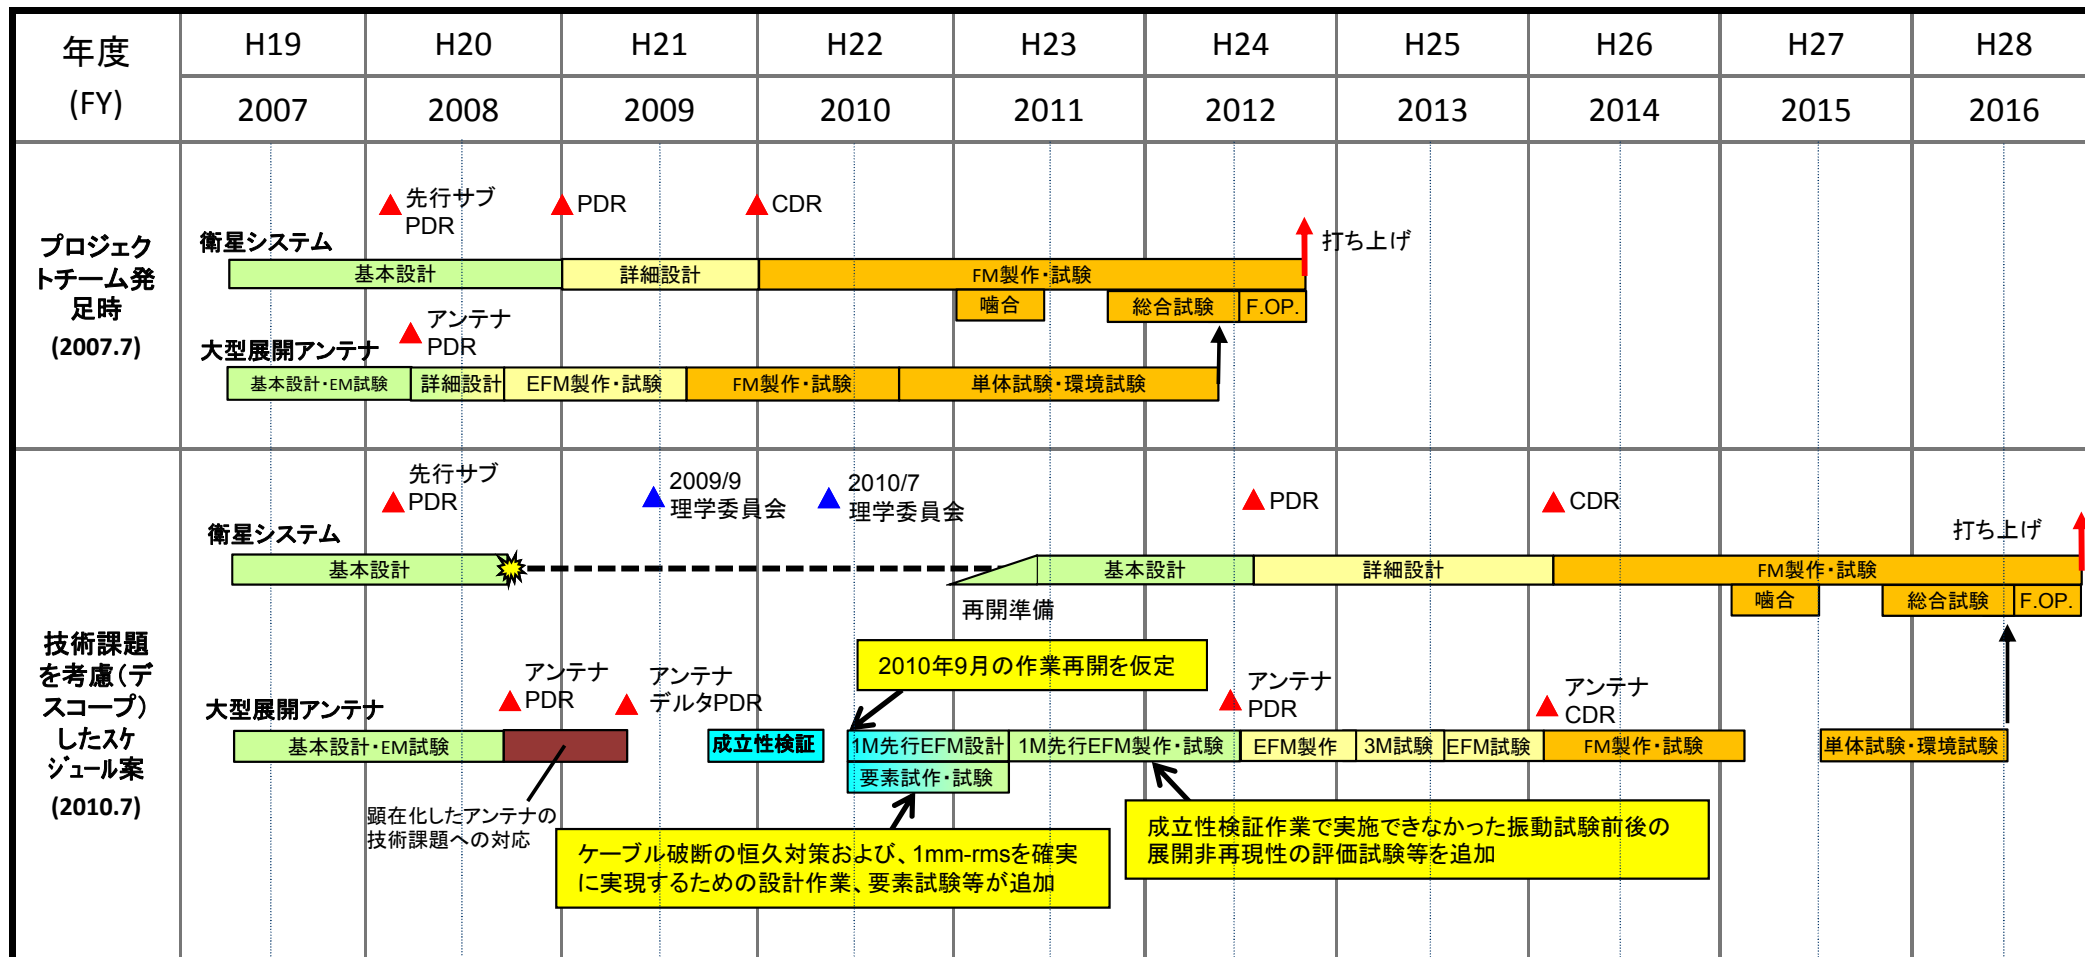 年度
(FY)
H19
H20
H21
H22
H23
H24
H25
H26
H27
H28
2007
2008
2009
2010
2011
2012
2013
2014
2015
2016
プロジェク
トチーム発
足時
(2007.7)
先行サブ
PDR
PDR
CDR
衛星システム
打ち上げ
基本設計
詳細設計
FM製作・試験
噛合
総合試験
F.OP.
アンテナ
PDR
大型展開アンテナ
基本設計・EM試験
詳細設計
EFM製作・試験
FM製作・試験
単体試験・環境試験
技術課題
を考慮(デ
スコープ)
したスケ
ジュール案
(2010.7)
先行サブ
PDR
2009/9
理学委員会
2010/7
理学委員会
PDR
CDR
衛星システム
打ち上げ
基本設計
基本設計
詳細設計
FM製作・試験
再開準備
噛合
総合試験
F.OP.
2010年9月の作業再開を仮定
アンテナ
PDR
アンテナ
デルタPDR
アンテナ
PDR
アンテナ
CDR
大型展開アンテナ
基本設計・EM試験
成立性検証
1M先行EFM設計
1M先行EFM製作・試験
EFM製作
3M試験
EFM試験
FM製作・試験
単体試験・環境試験
要素試作・試験
顕在化したアンテナの
技術課題への対応
ケーブル破断の恒久対策および、1mm-rmsを確実
に実現するための設計作業、要素試験等が追加
成立性検証作業で実施できなかった振動試験前後の
展開非再現性の評価試験等を追加